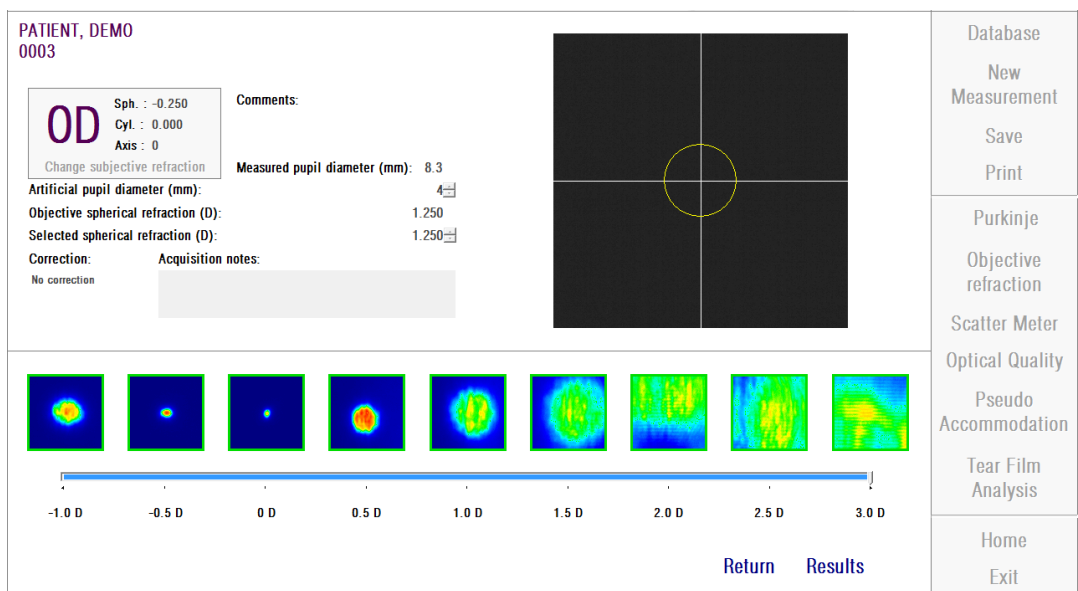 PATIENT, DEMO
0003
OD
Sph. : -0.250
Cyl. : 0.000
Axis : 0
Change subjective refraction
Comments:
Measured pupil diameter (mm): 8.3
Artificial pupil diameter (mm): 4
Objective spherical refraction (D): 1.250
Selected spherical refraction (D): 1.250
Correction: Acquisition notes:
No correction
-1.0 D -0.5 D 0 D 0.5 D 1.0 D 1.5 D 2.0 D 2.5 D 3.0 D
Return Results
Database
New
Measurement
Save
Print
Purkinje
Objective
refraction
Scatter Meter
Optical Quality
Pseudo
Accommodation
Tear Film
Analysis
Home
Exit